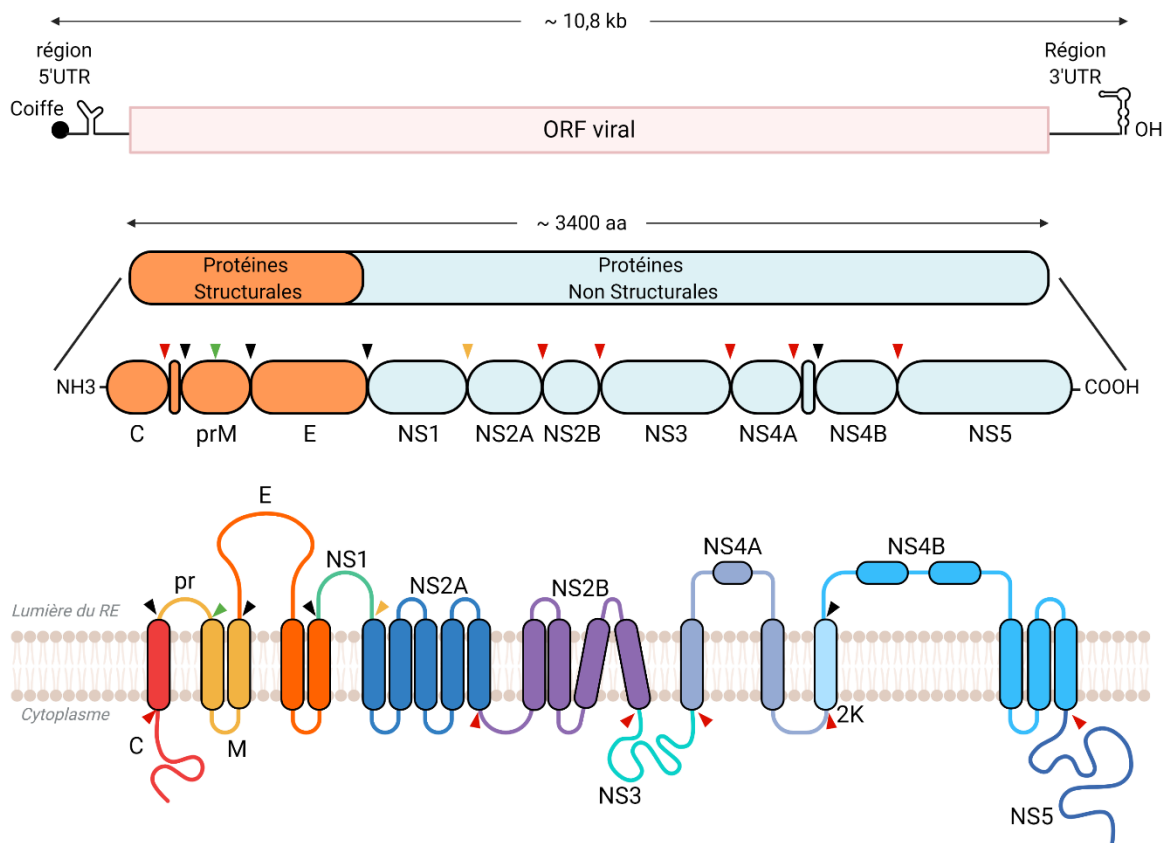 ~ 10,8 kb
région
5'UTR
Région
3'UTR
Coiffe
ORF viral
OH
~ 3400 aa
Protéines
Structurales
Protéines
Non Structurales
NH3
COOH
C
prM
E
NS1
NS2A
NS2B
NS3
NS4A
NS4B
NS5
E
pr
NS1
NS2A
NS2B
NS4A
NS4B
Lumière du RE
Cytoplasme
C
M
NS3
2K
NS5